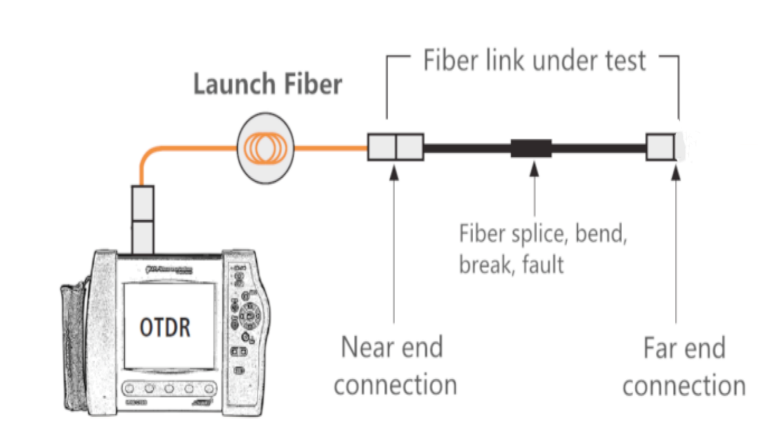 Fiber link under test
Launch Fiber
Fiber splice, bend,
break, fault
OTDR
Near end
connection
Far end
connection